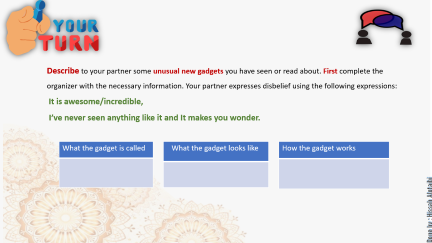 YOUR
TURN
Describe to your partner some unusual new gadgets you have seen or read about. First complete the
organizer with the necessary information. Your partner expresses disbelief using the following expressions:
It is awesome/incredible,
I've never seen anything like it and It makes you wonder.
What the gadget is called
What the gadget looks like
How the gadget works
Done by : Hissah Alotaibi